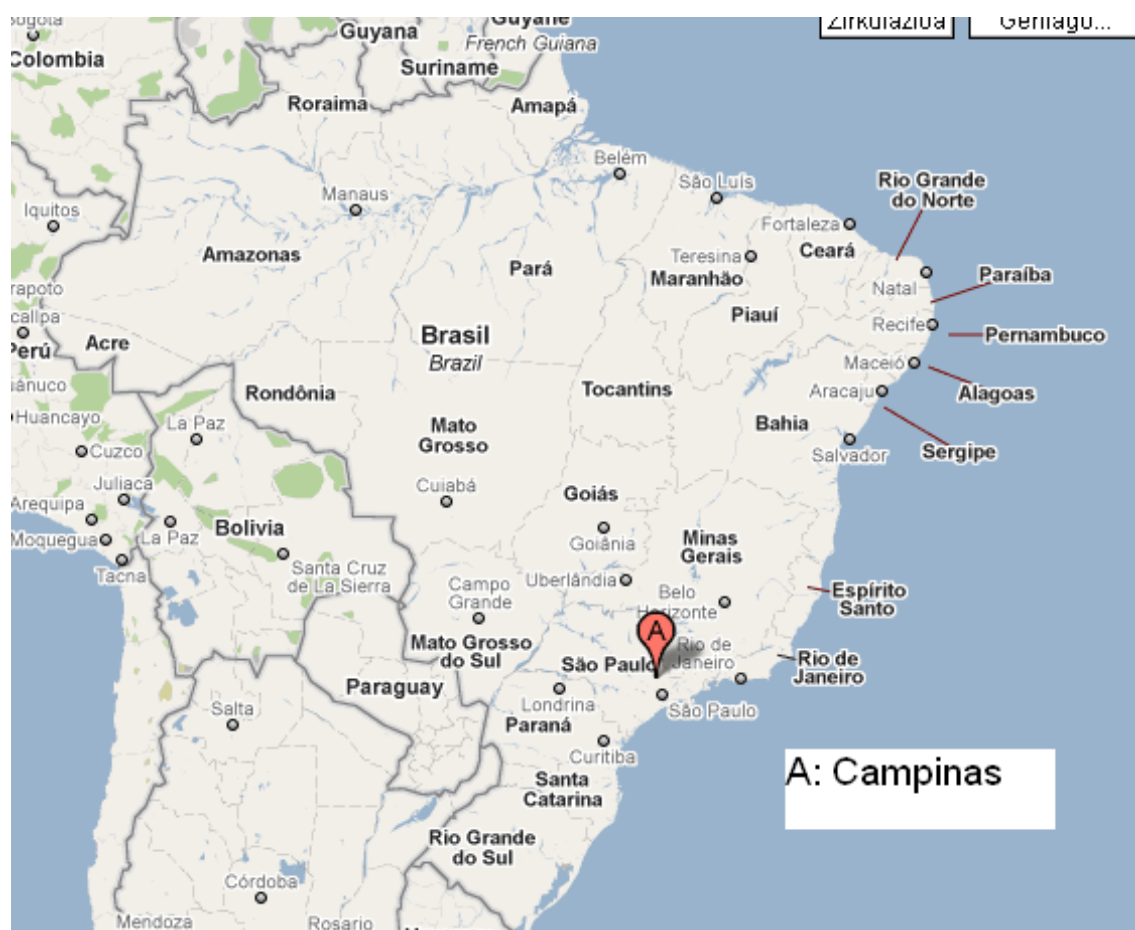 Zirkulazioa
Gehiago...
Bogotá
Colombia
Guyana
Guyane
French Guiana
Suriname
Roraima
Amapá
Belém
São Luís
Rio Grande
do Norte
Manaus
Iquitos
Fortaleza
Ceará
Amazonas
Pará
Teresina
Maranhão
Natal
Paraíba
Piauí
Recife
Pernambuco
Brasil
Brazil
Perú
Acre
Maceió
Alagoas
Rondônia
Tocantins
Aracaju
Huancayo
La Paz
Mato
Grosso
Bahia
Sergipe
Cuzco
Salvador
Juliaca
Cuiabá
Goiás
Arequipa
Moquegua
La Paz
Bolivia
Goiânia
Minas
Gerais
Tacna
Santa Cruz
de La Sierra
Campo
Grande
Uberlândia
Belo
Horizonte
Espírito
Santo
A
Mato Grosso
do Sul
São Paulo
Rio de
Janeiro
Rio de
Janeiro
Paraguay
Londrina
São Paulo
Salta
Paraná
Curitiba
A: Campinas
Santa
Catarina
Rio Grande
do Sul
Córdoba
Mendoza
Rosario